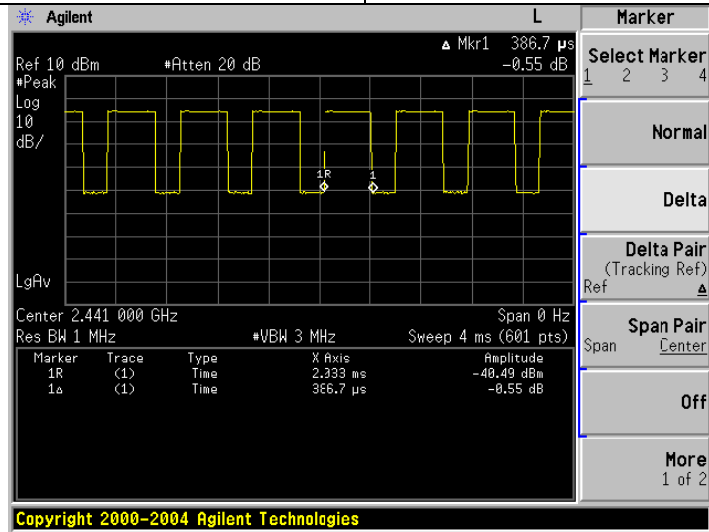 Agilent L Marker
Δ Mkr1 386.7 µs
Ref 10 dBm #Atten 20 dB -0.55 dB
#Peak
Log
10
dB/
1R 1
LgAv
Center 2.441 000 GHz Span 0 Hz
Res BW 1 MHz #VBW 3 MHz Sweep 4 ms (601 pts)
Marker Trace Type X Axis Amplitude
1R (1) Time 2.333 ms -40.49 dBm
1Δ (1) Time 386.7 µs -0.55 dB
Copyright 2000-2004 Agilent Technologies
Select Marker
1 2 3 4
Normal
Delta
Delta Pair
(Tracking Ref)
Ref Δ
Span Pair
Span Center
Off
More
1 of 2